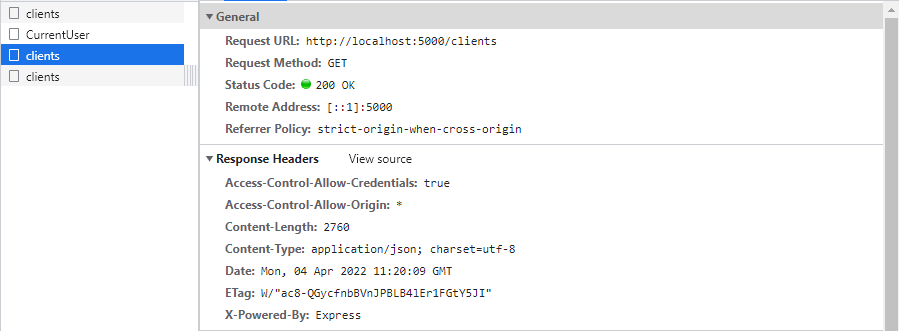 clients
CurrentUser
clients
clients
General
Request URL: http://localhost:5000/clients
Request Method: GET
Status Code: 200 OK
Remote Address: [::1]:5000
Referrer Policy: strict-origin-when-cross-origin
Response Headers View source
Access-Control-Allow-Credentials: true
Access-Control-Allow-Origin: *
Content-Length: 2760
Content-Type: application/json; charset=utf-8
Date: Mon, 04 Apr 2022 11:20:09 GMT
ETag: W/"ac8-QGycfnbBVnJPBLB4lEr1FGtY5JI"
X-Powered-By: Express